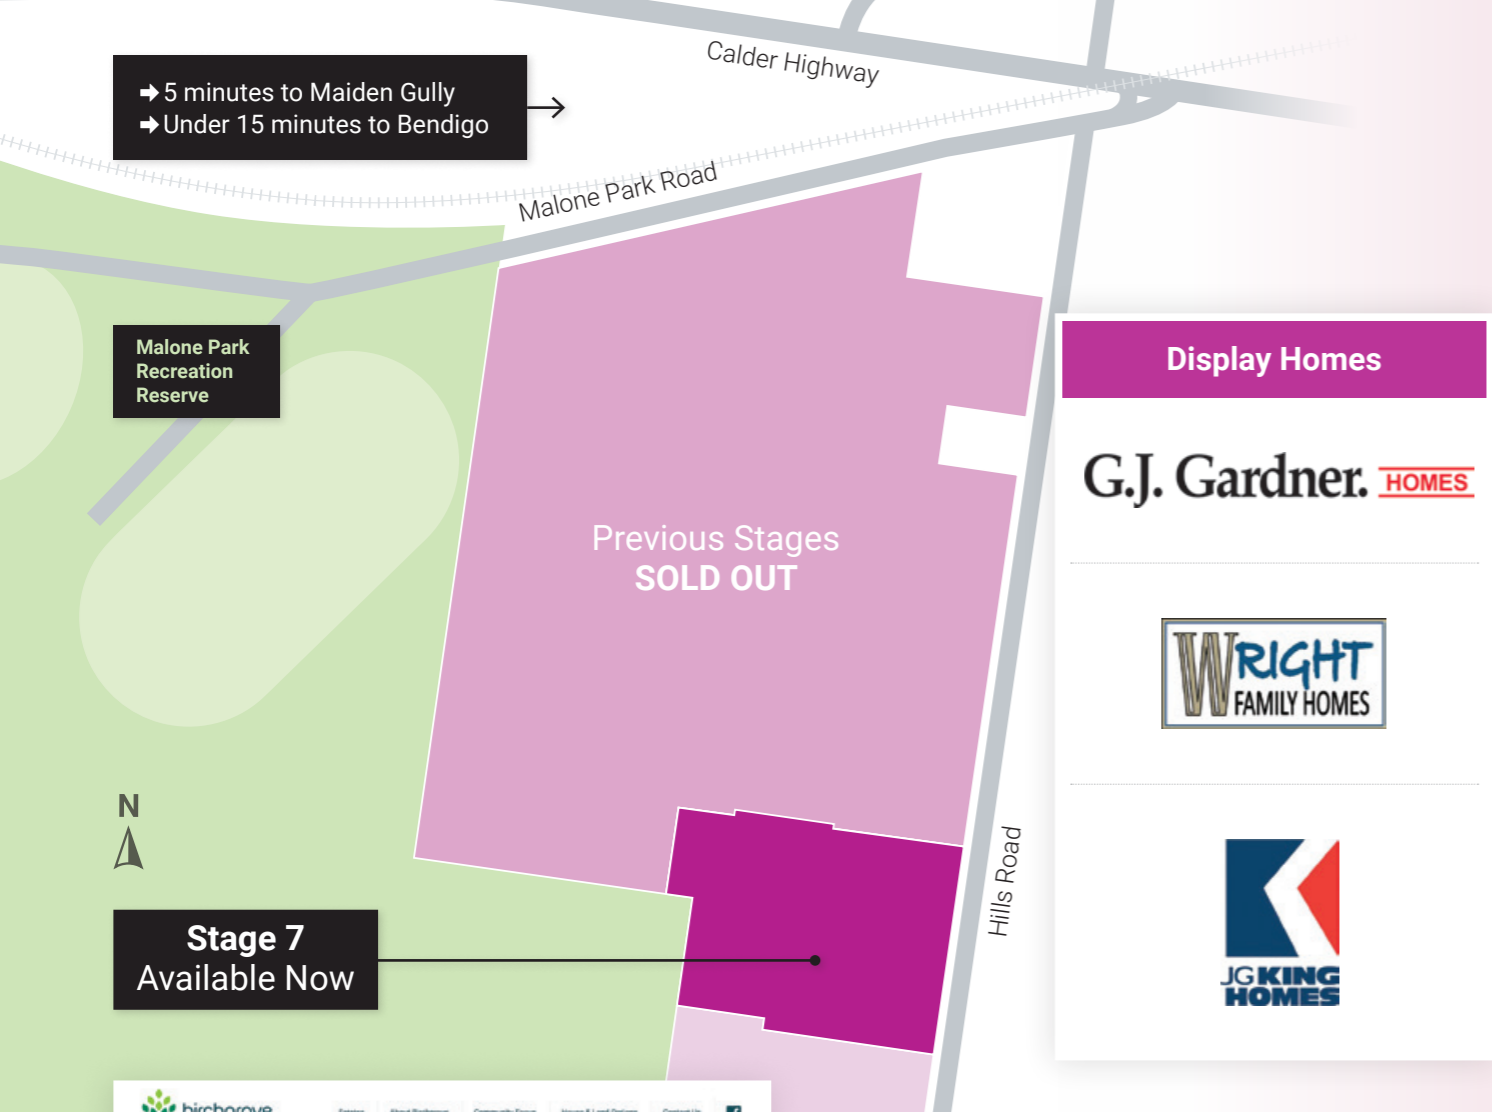 Calder Highway
➜ 5 minutes to Maiden Gully
➜ Under 15 minutes to Bendigo
Malone Park Road
Malone Park
Recreation
Reserve
Display Homes
G.J. Gardner. HOMES
Previous Stages
SOLD OUT
WRIGHT
FAMILY HOMES
N
Hills Road
Stage 7
Available Now
JG KING
HOMES
birchgrove
Contact Us